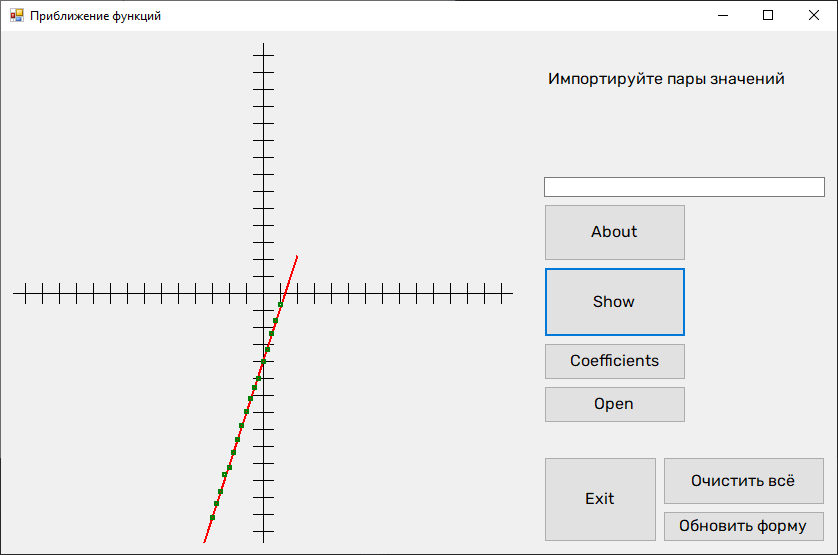 Приближение функций
Импортируйте пары значений
About
Show
Coefficients
Open
Exit
Очистить всё
Обновить форму